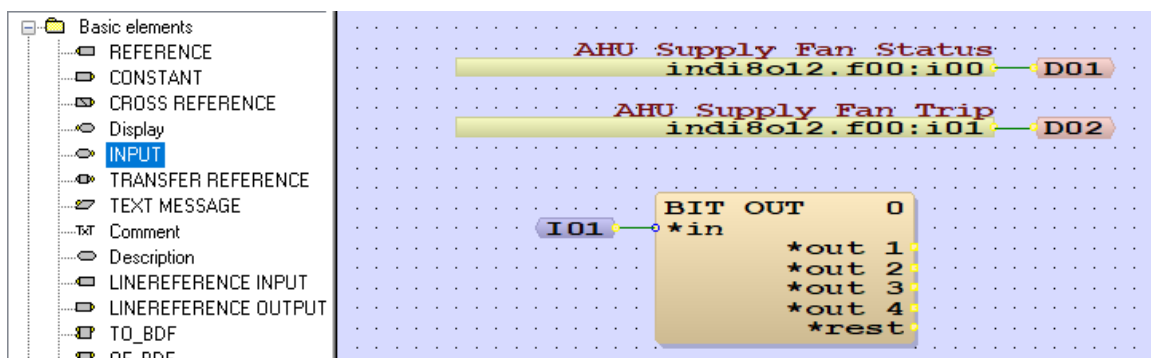 Basic elements
REFERENCE
CONSTANT
CROSS REFERENCE
Display
INPUT
TRANSFER REFERENCE
TEXT MESSAGE
TXT Comment
Description
LINEREFERENCE INPUT
LINEREFERENCE OUTPUT
TO_BDF
OF_BDF
AHU Supply Fan Status
indi8o12.f00:i00 D01
AHU Supply Fan Trip
indi8o12.f00:i01 D02
BIT OUT 0
I01 *in
*out 1
*out 2
*out 3
*out 4
*rest